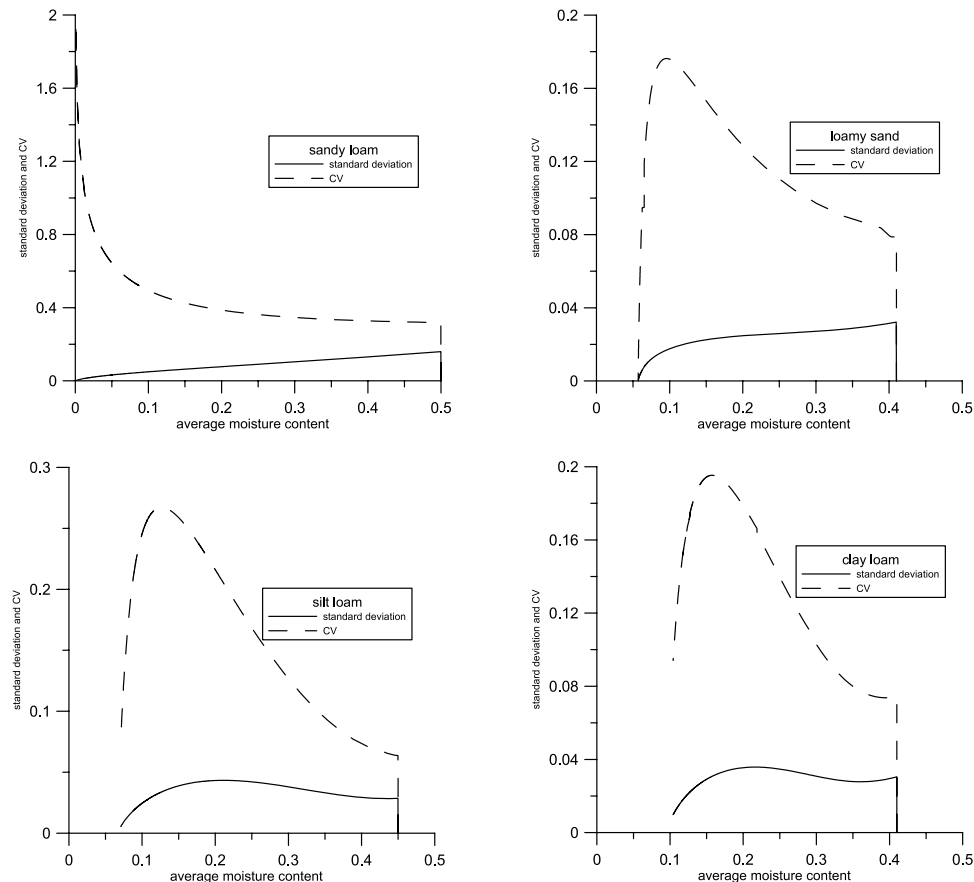 2
1.6
1.2
0.8
0.4
0
standard deviation and CV
sandy loam
standard deviation
CV
0 0.1 0.2 0.3 0.4 0.5
average moisture content
0.2
0.16
0.12
0.08
0.04
0
standard deviation and CV
loamy sand
standard deviation
CV
0 0.1 0.2 0.3 0.4 0.5
average moisture content
0.3
0.2
0.1
0
standard deviation and CV
silt loam
standard deviation
CV
0 0.1 0.2 0.3 0.4 0.5
average moisture content
0.2
0.16
0.12
0.08
0.04
0
standard deviation and CV
clay loam
standard deviation
CV
0 0.1 0.2 0.3 0.4 0.5
average moisture content